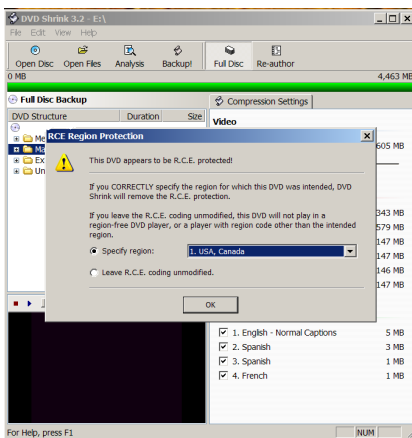 DVD Shrink 3.2 - E:\
File Edit View Help
Open Disc Open Files Analysis Backup! Full Disc Re-author
0 MB 4,463 MB
Full Disc Backup
Compression Settings
DVD Structure Duration Size
Video
Me
Ma
Ex
Un
605 MB
RCE Region Protection
This DVD appears to be R.C.E. protected!
If you CORRECTLY specify the region for which this DVD was intended, DVD
Shrink will remove the R.C.E. protection.
If you leave the R.C.E. coding unmodified, this DVD will not play in a
region-free DVD player, or a player with region code other than the intended
region.
Specify region: 1. USA, Canada
Leave R.C.E. coding unmodified.
OK
343 MB
579 MB
147 MB
147 MB
146 MB
147 MB
1. English - Normal Captions 5 MB
2. Spanish 3 MB
3. Spanish 1 MB
4. French 1 MB
For Help, press F1 NUM